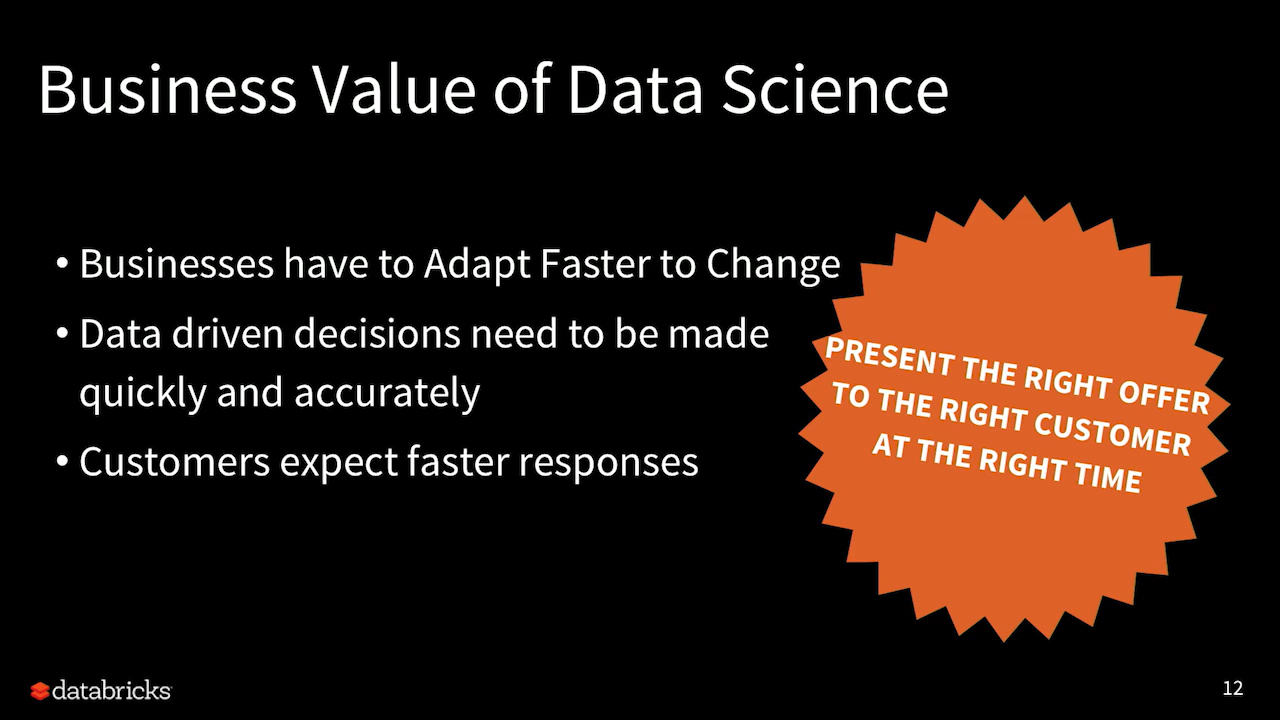 Business Value of Data Science
• Businesses have to Adapt Faster to Change
• Data driven decisions need to be made
quickly and accurately
• Customers expect faster responses
PRESENT THE RIGHT OFFER
TO THE RIGHT CUSTOMER
AT THE RIGHT TIME
databricks
12